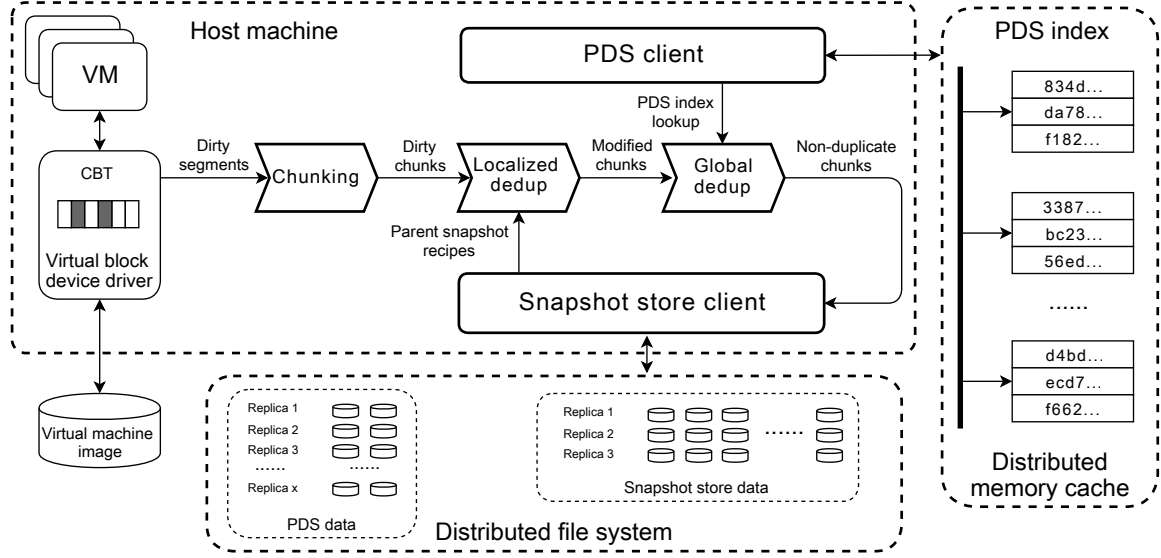 Host machine
VM
CBT
Virtual block
device driver
Virtual machine
image
Dirty
segments
Chunking
Dirty
chunks
Localized
dedup
Modified
chunks
Global
dedup
Non-duplicate
chunks
PDS client
PDS index
lookup
Parent snapshot
recipes
Snapshot store client
PDS index
834d...
da78...
f182...
3387...
bc23...
56ed...
......
d4bd...
ecd7...
f662...
Distributed
memory cache
Replica 1
Replica 2
Replica 3
...... ......
Replica x
PDS data
Replica 1
Replica 2 ......
Replica 3
Snapshot store data
Distributed file system